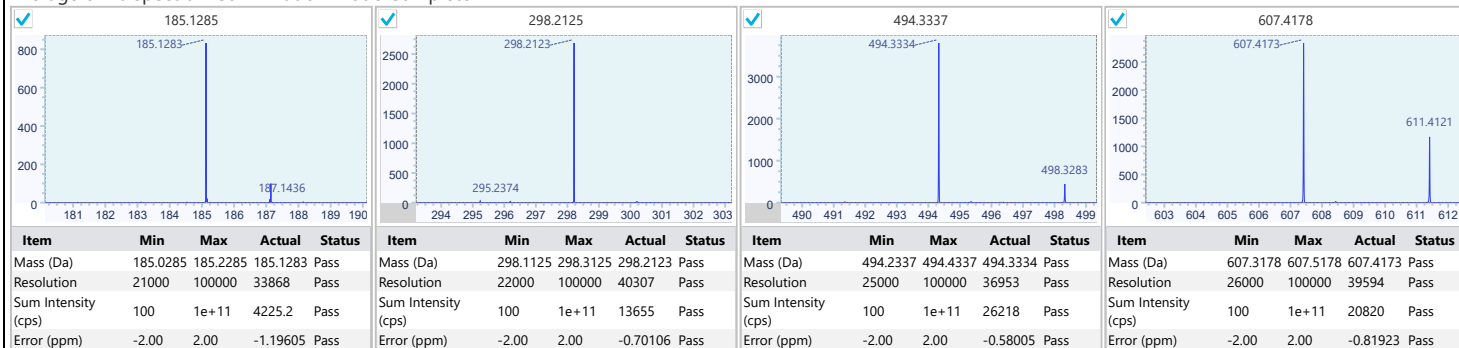 185.1285
185.1283
187.1436
800
600
400
200
0
181 182 183 184 185 186 187 188 189 190
Item Min Max Actual Status
Mass (Da) 185.0285 185.2285 185.1283 Pass
Resolution 21000 100000 33868 Pass
Sum Intensity (cps) 100 1e+11 4225.2 Pass
Error (ppm) -2.00 2.00 -1.19605 Pass
298.2125
298.2123
295.2374
2500
2000
1500
1000
500
0
294 295 296 297 298 299 300 301 302 303
Item Min Max Actual Status
Mass (Da) 298.1125 298.3125 298.2123 Pass
Resolution 22000 100000 40307 Pass
Sum Intensity (cps) 100 1e+11 13655 Pass
Error (ppm) -2.00 2.00 -0.70106 Pass
494.3337
494.3334
498.3283
3000
2000
1000
0
490 491 492 493 494 495 496 497 498 499
Item Min Max Actual Status
Mass (Da) 494.2337 494.4337 494.3334 Pass
Resolution 25000 100000 36953 Pass
Sum Intensity (cps) 100 1e+11 26218 Pass
Error (ppm) -2.00 2.00 -0.58005 Pass
607.4178
607.4173
611.4121
2500
2000
1500
1000
500
0
603 604 605 606 607 608 609 610 611 612
Item Min Max Actual Status
Mass (Da) 607.3178 607.5178 607.4173 Pass
Resolution 26000 100000 39594 Pass
Sum Intensity (cps) 100 1e+11 20820 Pass
Error (ppm) -2.00 2.00 -0.81923 Pass